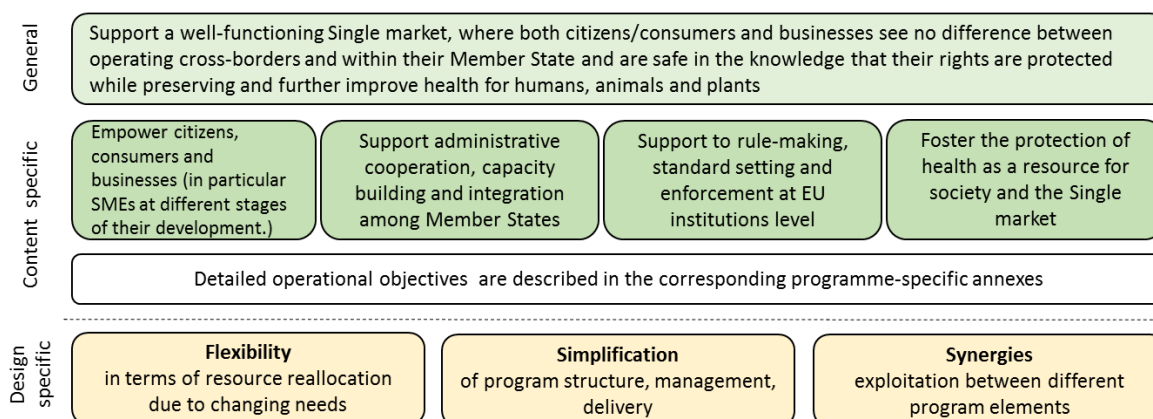 General
Support a well-functioning Single market, where both citizens/consumers and businesses see no difference between
operating cross-borders and within their Member State and are safe in the knowledge that their rights are protected
while preserving and further improve health for humans, animals and plants
Content specific
Empower citizens,
consumers and
businesses (in particular
SMEs at different stages
of their development.)
Support administrative
cooperation, capacity
building and integration
among Member States
Support to rule-making,
standard setting and
enforcement at EU
institutions level
Foster the protection of
health as a resource for
society and the Single
market
Detailed operational objectives are described in the corresponding programme-specific annexes
Design
specific
Flexibility
in terms of resource reallocation
due to changing needs
Simplification
of program structure, management,
delivery
Synergies
exploitation between different
program elements